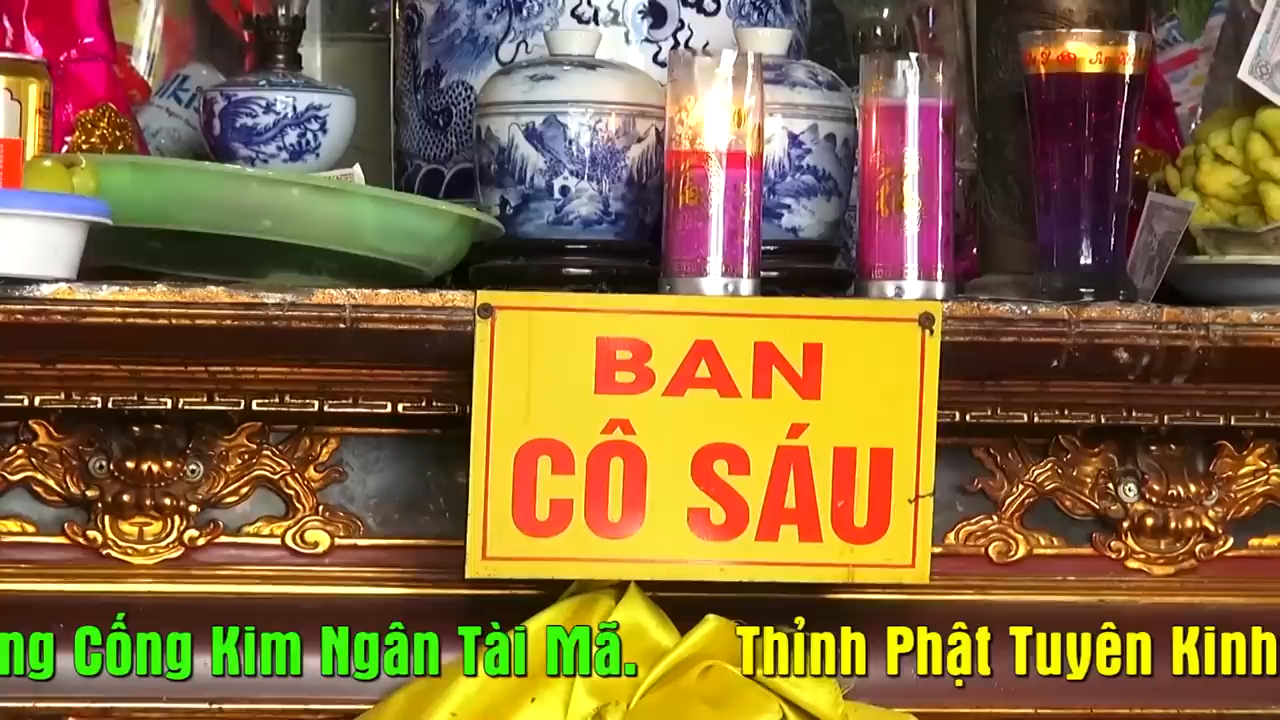 BAN
CÔ SÁU
ng Cống Kim Ngân Tài Mã. Thỉnh Phật Tuyên Kinh